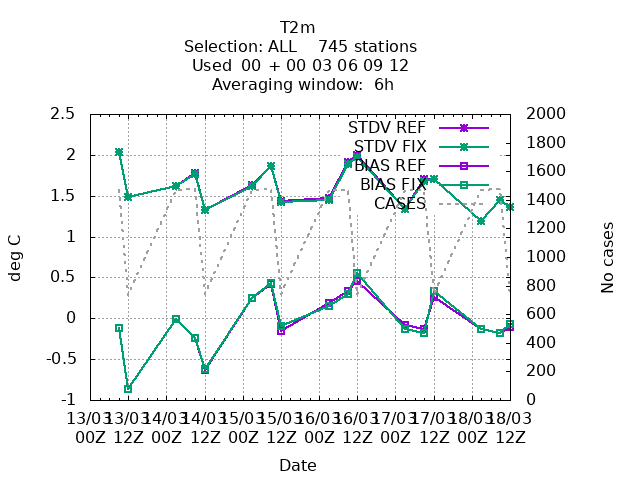 T2m
Selection: ALL    745 stations
Used  00 + 00 03 06 09 12
Averaging window:  6h
deg C
2.5
2
1.5
1
0.5
0
-0.5
-1
STDV REF
STDV FIX
BIAS REF
BIAS FIX
CASES
2000
1800
1600
1400
1200
1000
800
600
400
200
0
No cases
13/03 13/03 14/03 14/03 15/03 15/03 16/03 16/03 17/03 17/03 18/03 18/03
00Z 12Z 00Z 12Z 00Z 12Z 00Z 12Z 00Z 12Z 00Z 12Z
Date